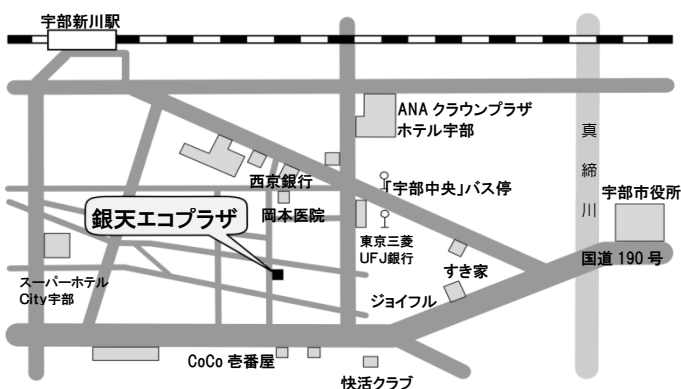 宇部新川駅
ANA クラウンプラザ
ホテル宇部
真締川
西京銀行
「宇部中央」バス停
宇部市役所
岡本医院
銀天エコプラザ
東京三菱
UFJ銀行
国道 190 号
すき家
スーパーホテル
City宇部
ジョイフル
CoCo 壱番屋
快活クラブ